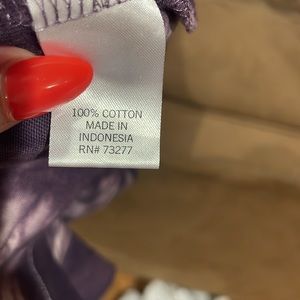 100% COTTON
MADE IN
INDONESIA
RN# 73277